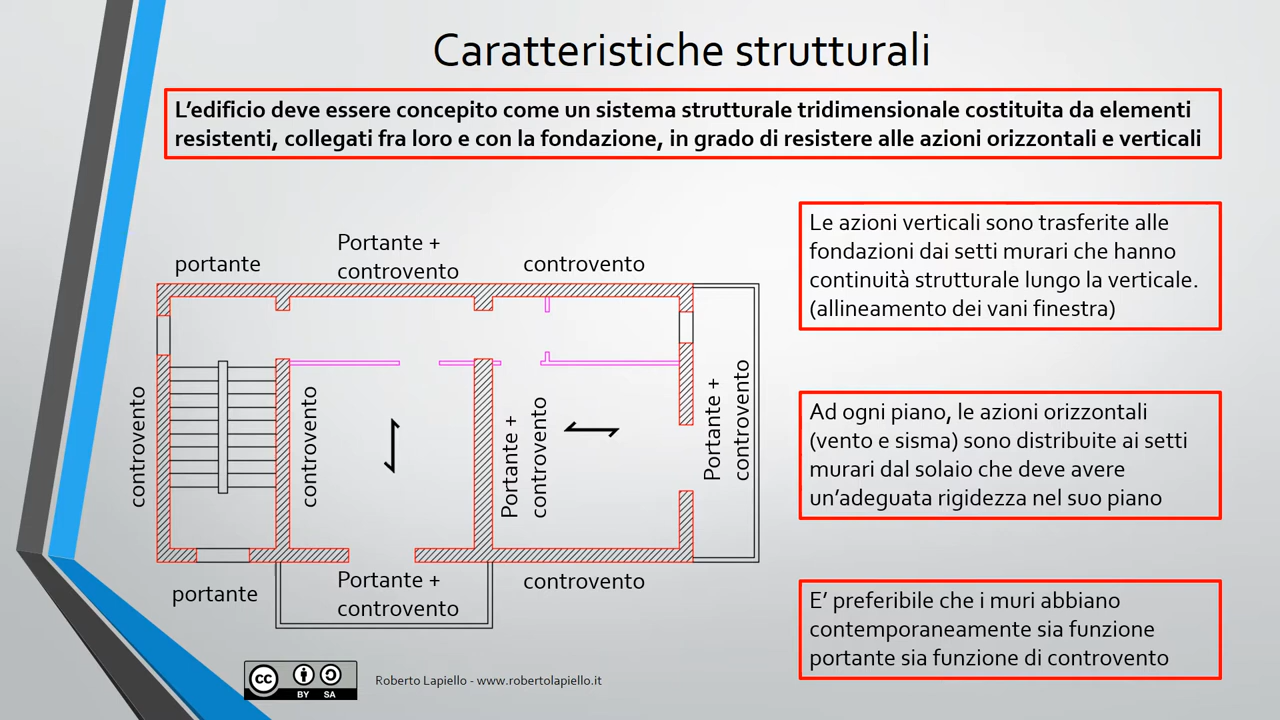 Caratteristiche strutturali
L'edificio deve essere concepito come un sistema strutturale tridimensionale costituita da elementi
resistenti, collegati fra loro e con la fondazione, in grado di resistere alle azioni orizzontali e verticali
portante
Portante +
controvento
controvento
controvento
controvento
Portante +
controvento
Portante +
controvento
portante
Portante +
controvento
controvento
Le azioni verticali sono trasferite alle
fondazioni dai setti murari che hanno
continuità strutturale lungo la verticale.
(allineamento dei vani finestra)
Ad ogni piano, le azioni orizzontali
(vento e sisma) sono distribuite ai setti
murari dal solaio che deve avere
un'adeguata rigidezza nel suo piano
E' preferibile che i muri abbiano
contemporaneamente sia funzione
portante sia funzione di controvento
cc
BY SA
Roberto Lapiello - www.robertolapiello.it